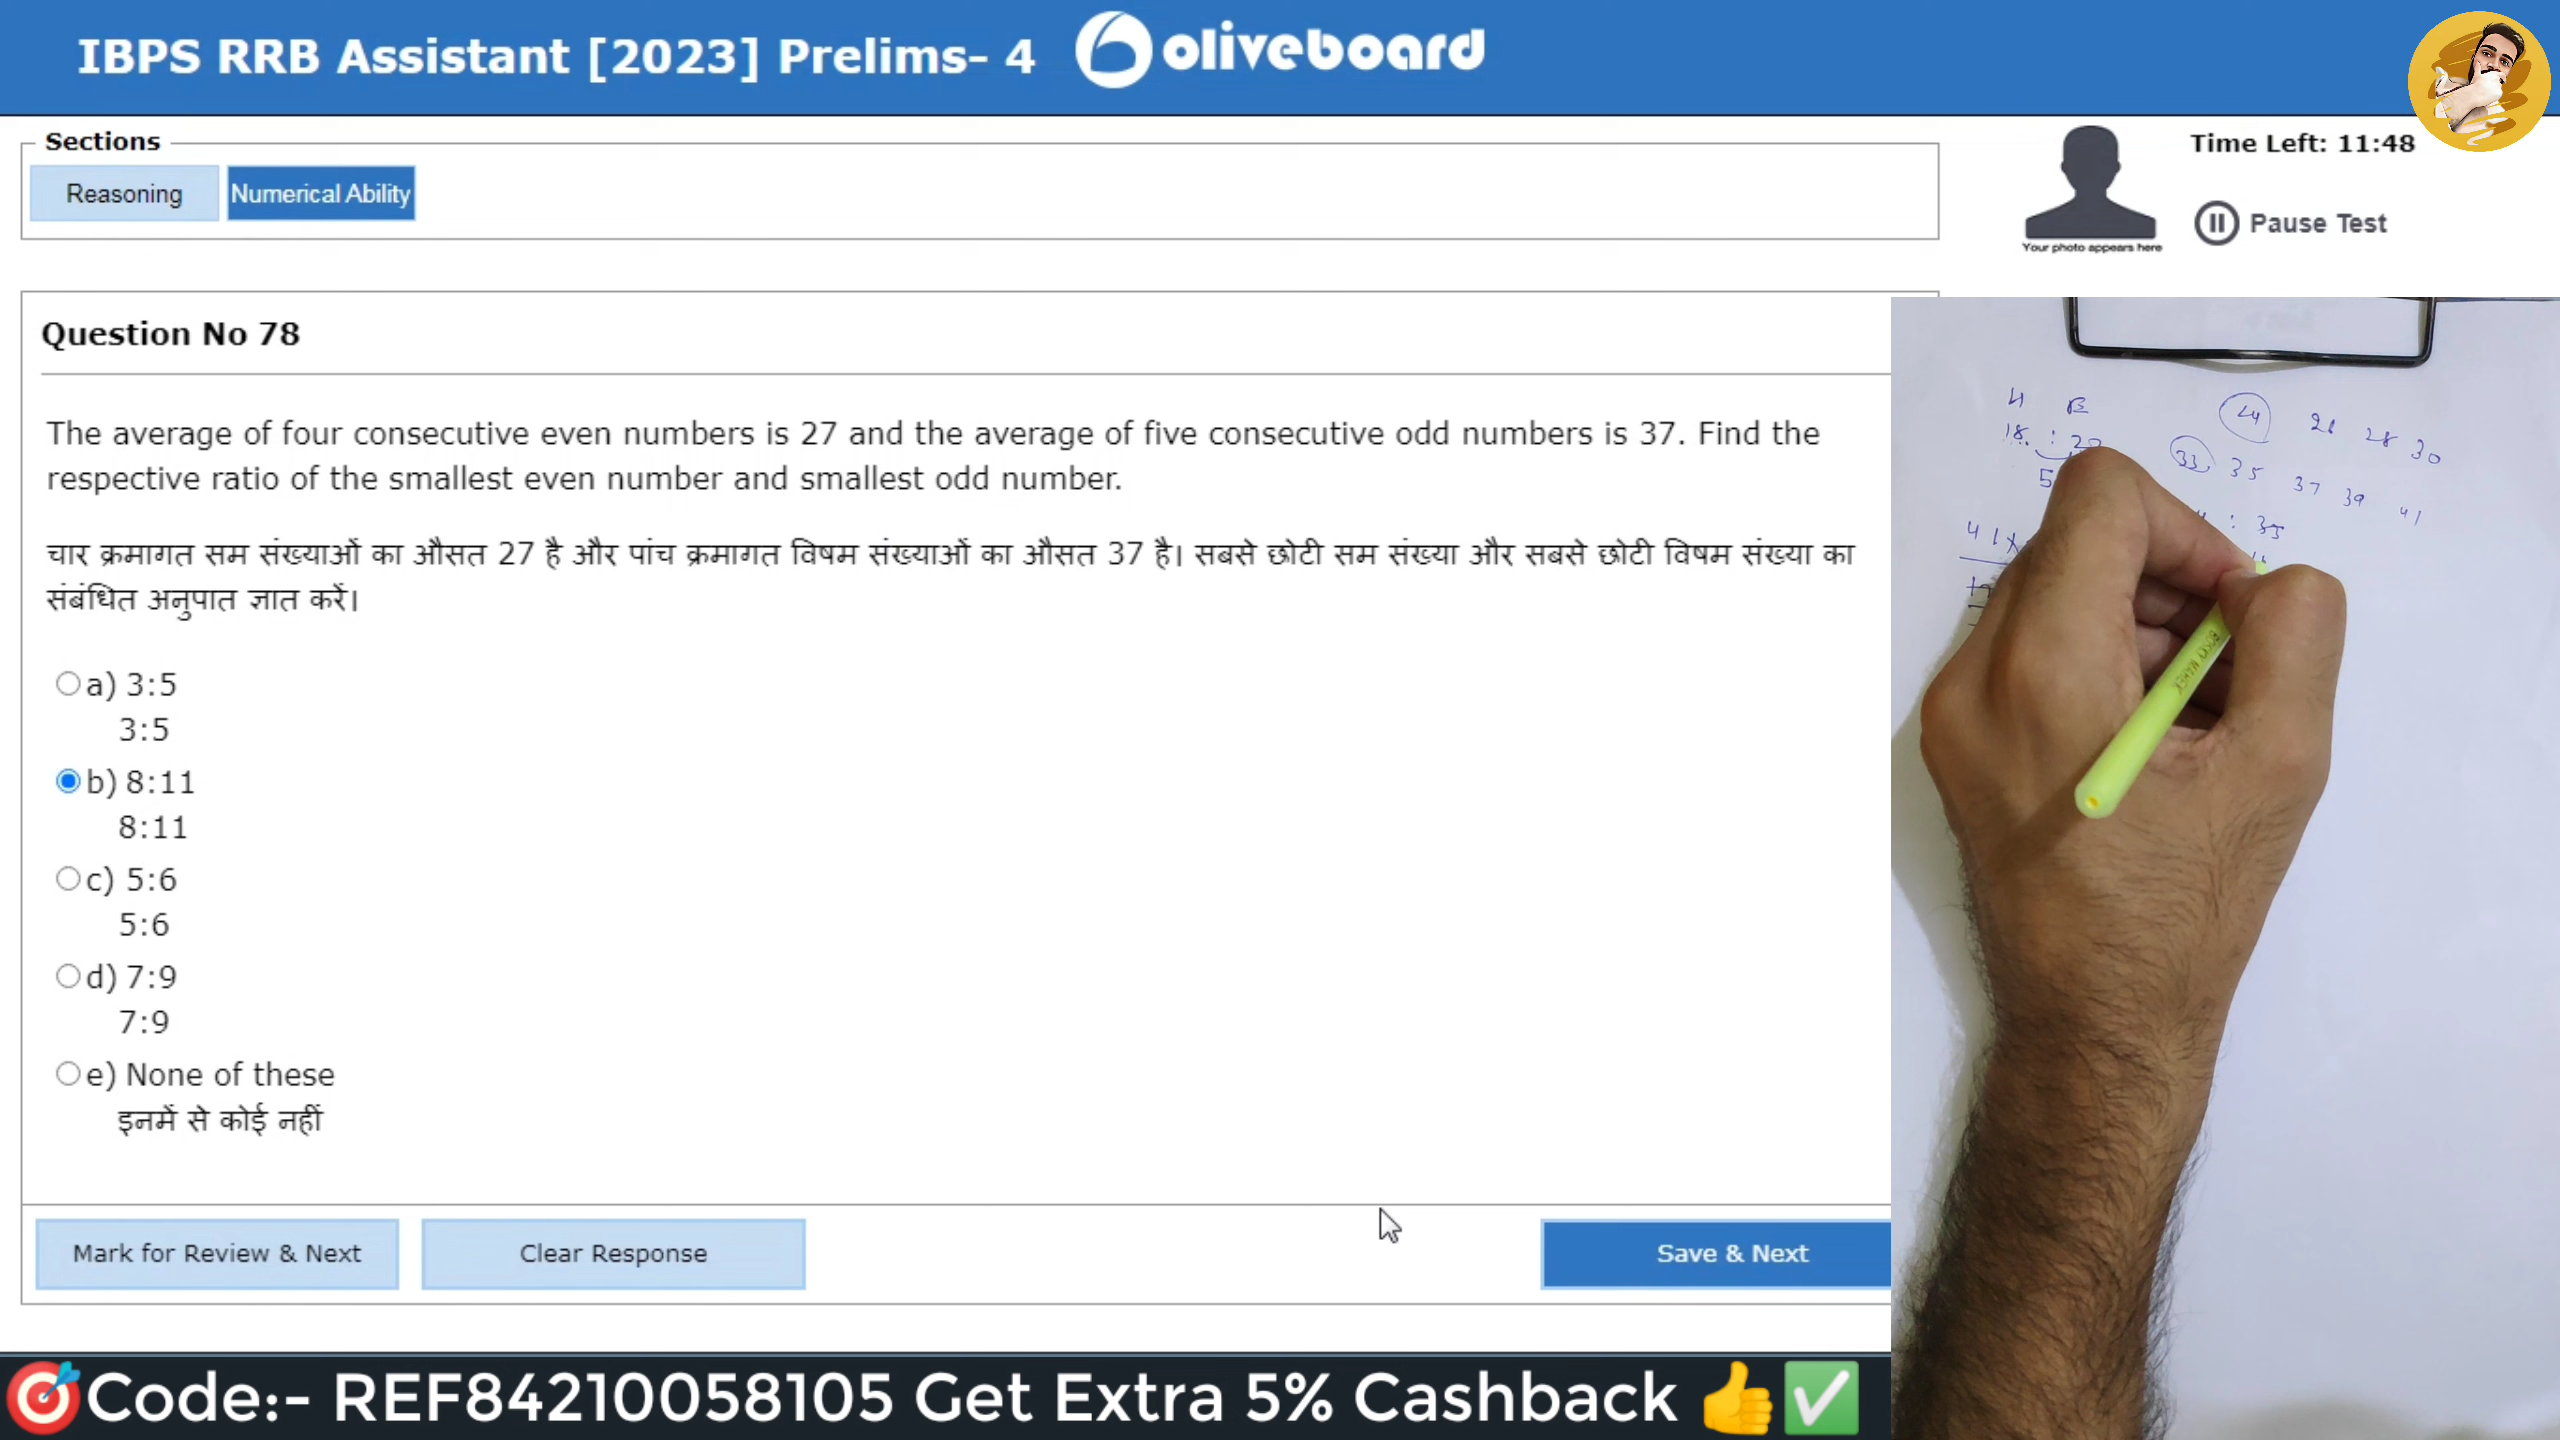 IBPS RRB Assistant [2023] Prelims- 4 oliveboard
Sections
Reasoning
Numerical Ability
Time Left: 11:48
Pause Test
Your photo appears here
Question No 78
The average of four consecutive even numbers is 27 and the average of five consecutive odd numbers is 37. Find the
respective ratio of the smallest even number and smallest odd number.
चार क्रमागत सम संख्याओं का औसत 27 है और पांच क्रमागत विषम संख्याओं का औसत 37 है। सबसे छोटी सम संख्या और सबसे छोटी विषम संख्या का
संबंधित अनुपात ज्ञात करें।
a) 3:5
3:5
b) 8:11
8:11
c) 5:6
5:6
d) 7:9
7:9
e) None of these
इनमें से कोई नहीं
Mark for Review & Next
Clear Response
Save & Next
Code:- REF84210058105 Get Extra 5% Cashback
28 30
33 35 37 39 41
18 :